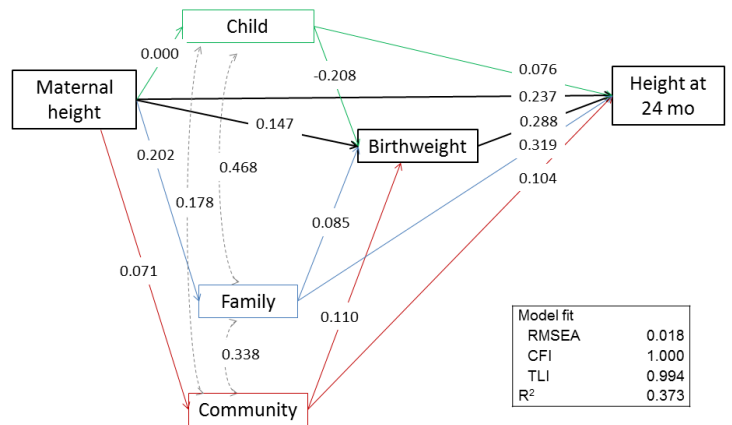 Child
0.000
0.076
Maternal
height
-0.208
Height at
24 mo
0.237
0.147
0.288
Birthweight
0.202
0.319
0.468
0.104
0.178
0.085
0.071
Family
0.110
0.338
Community
Model fit
RMSEA 0.018
CFI 1.000
TLI 0.994
R² 0.373